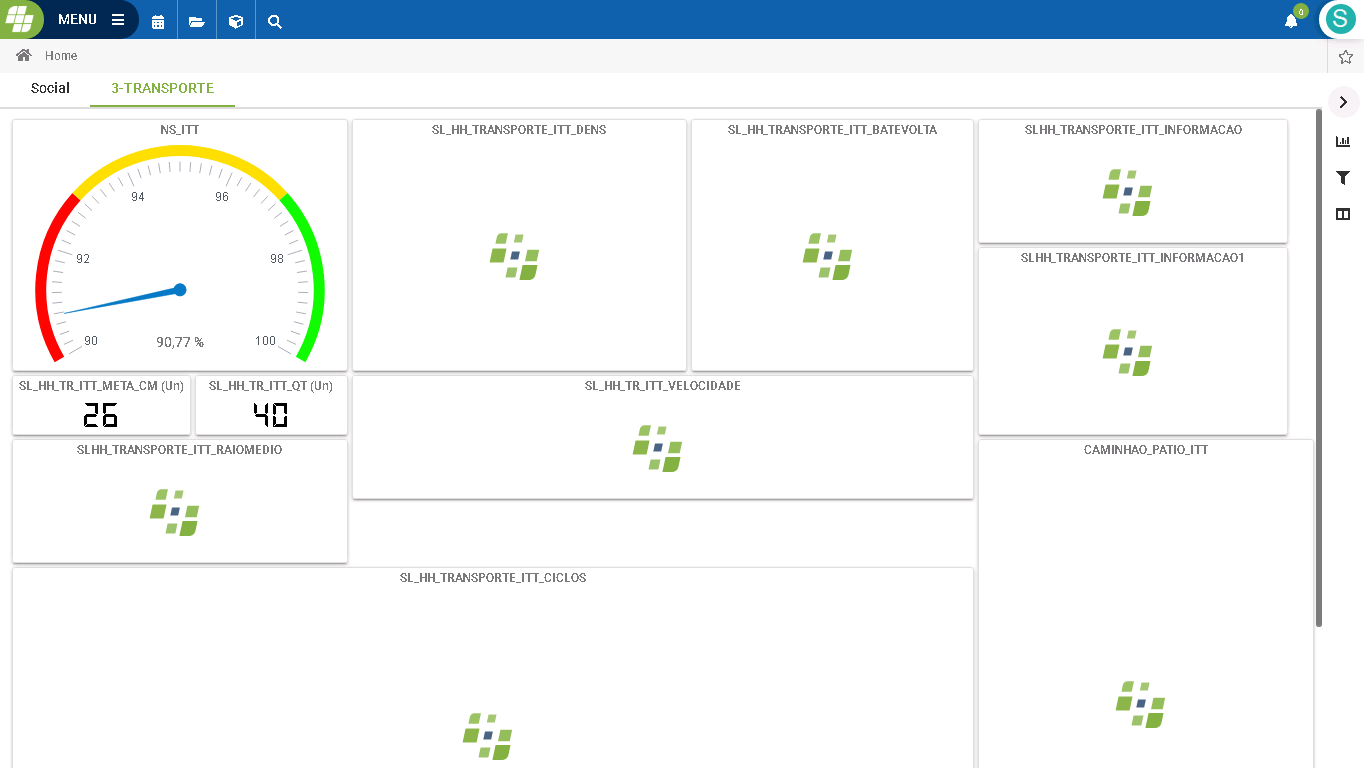 MENU
0
S
Home
Social
3-TRANSPORTE
NS_ITT
90
92
94
96
98
100
90,77 %
SL_HH_TRANSPORTE_ITT_DENS
SL_HH_TRANSPORTE_ITT_BATEVOLTA
SLHH_TRANSPORTE_ITT_INFORMACAO
SLHH_TRANSPORTE_ITT_INFORMACAO1
SL_HH_TR_ITT_META_CM (Un)
26
SL_HH_TR_ITT_QT (Un)
40
SL_HH_TR_ITT_VELOCIDADE
SLHH_TRANSPORTE_ITT_RAIOMEDIO
CAMINHAO_PATIO_ITT
SL_HH_TRANSPORTE_ITT_CICLOS